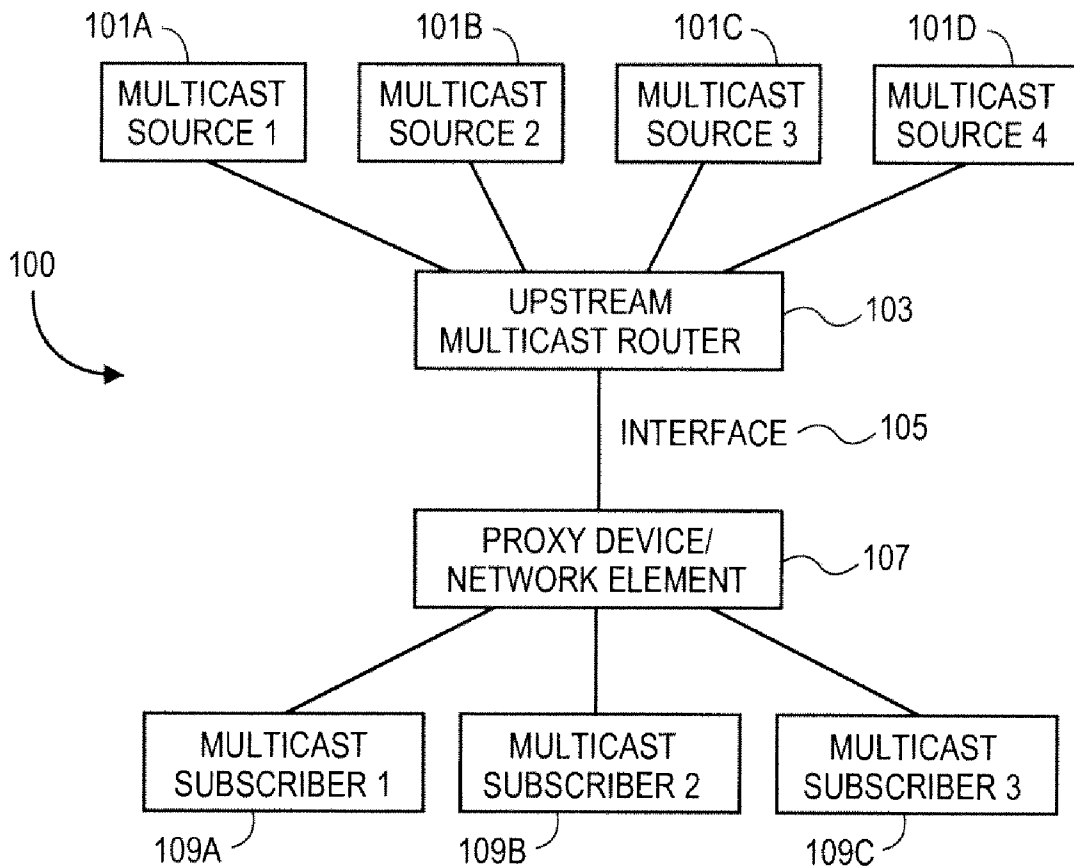 101A
101B
101C
101D
MULTICAST
SOURCE 1
MULTICAST
SOURCE 2
MULTICAST
SOURCE 3
MULTICAST
SOURCE 4
100
UPSTREAM
MULTICAST ROUTER
103
INTERFACE
105
PROXY DEVICE/
NETWORK ELEMENT
107
MULTICAST
SUBSCRIBER 1
MULTICAST
SUBSCRIBER 2
MULTICAST
SUBSCRIBER 3
109A
109B
109C